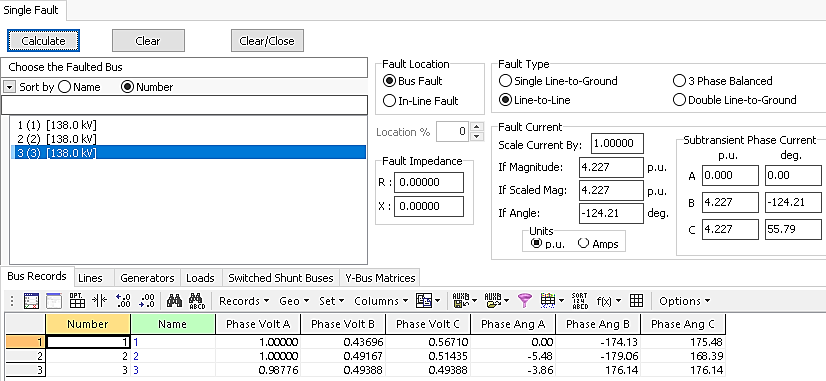 Single Fault
Calculate Clear Clear/Close
Choose the Faulted Bus
Sort by Name Number
1 (1) [138.0 kV]
2 (2) [138.0 kV]
3 (3) [138.0 kV]
Fault Location
Bus Fault
In-Line Fault
Location % 0
Fault Impedance
R : 0.00000
X : 0.00000
Fault Type
Single Line-to-Ground 3 Phase Balanced
Line-to-Line Double Line-to-Ground
Fault Current
Scale Current By: 1.00000
If Magnitude: 4.227 p.u.
If Scaled Mag: 4.227 p.u.
If Angle: -124.21 deg.
Units
p.u. Amps
Subtransient Phase Current
p.u. deg.
A 0.000 0.00
B 4.227 -124.21
C 4.227 55.79
Bus Records Lines Generators Loads Switched Shunt Buses Y-Bus Matrices
OPT. .00 .00 ABCD Records Geo Set Columns AUXB AUXB SORT 124 ABCD f(x) Options
Number Name Phase Volt A Phase Volt B Phase Volt C Phase Ang A Phase Ang B Phase Ang C
1 1 1 1.00000 0.43696 0.56710 0.00 -174.13 175.48
2 2 2 1.00000 0.49167 0.51435 -5.48 -179.06 168.39
3 3 3 0.98776 0.49388 0.49388 -3.86 176.14 176.14